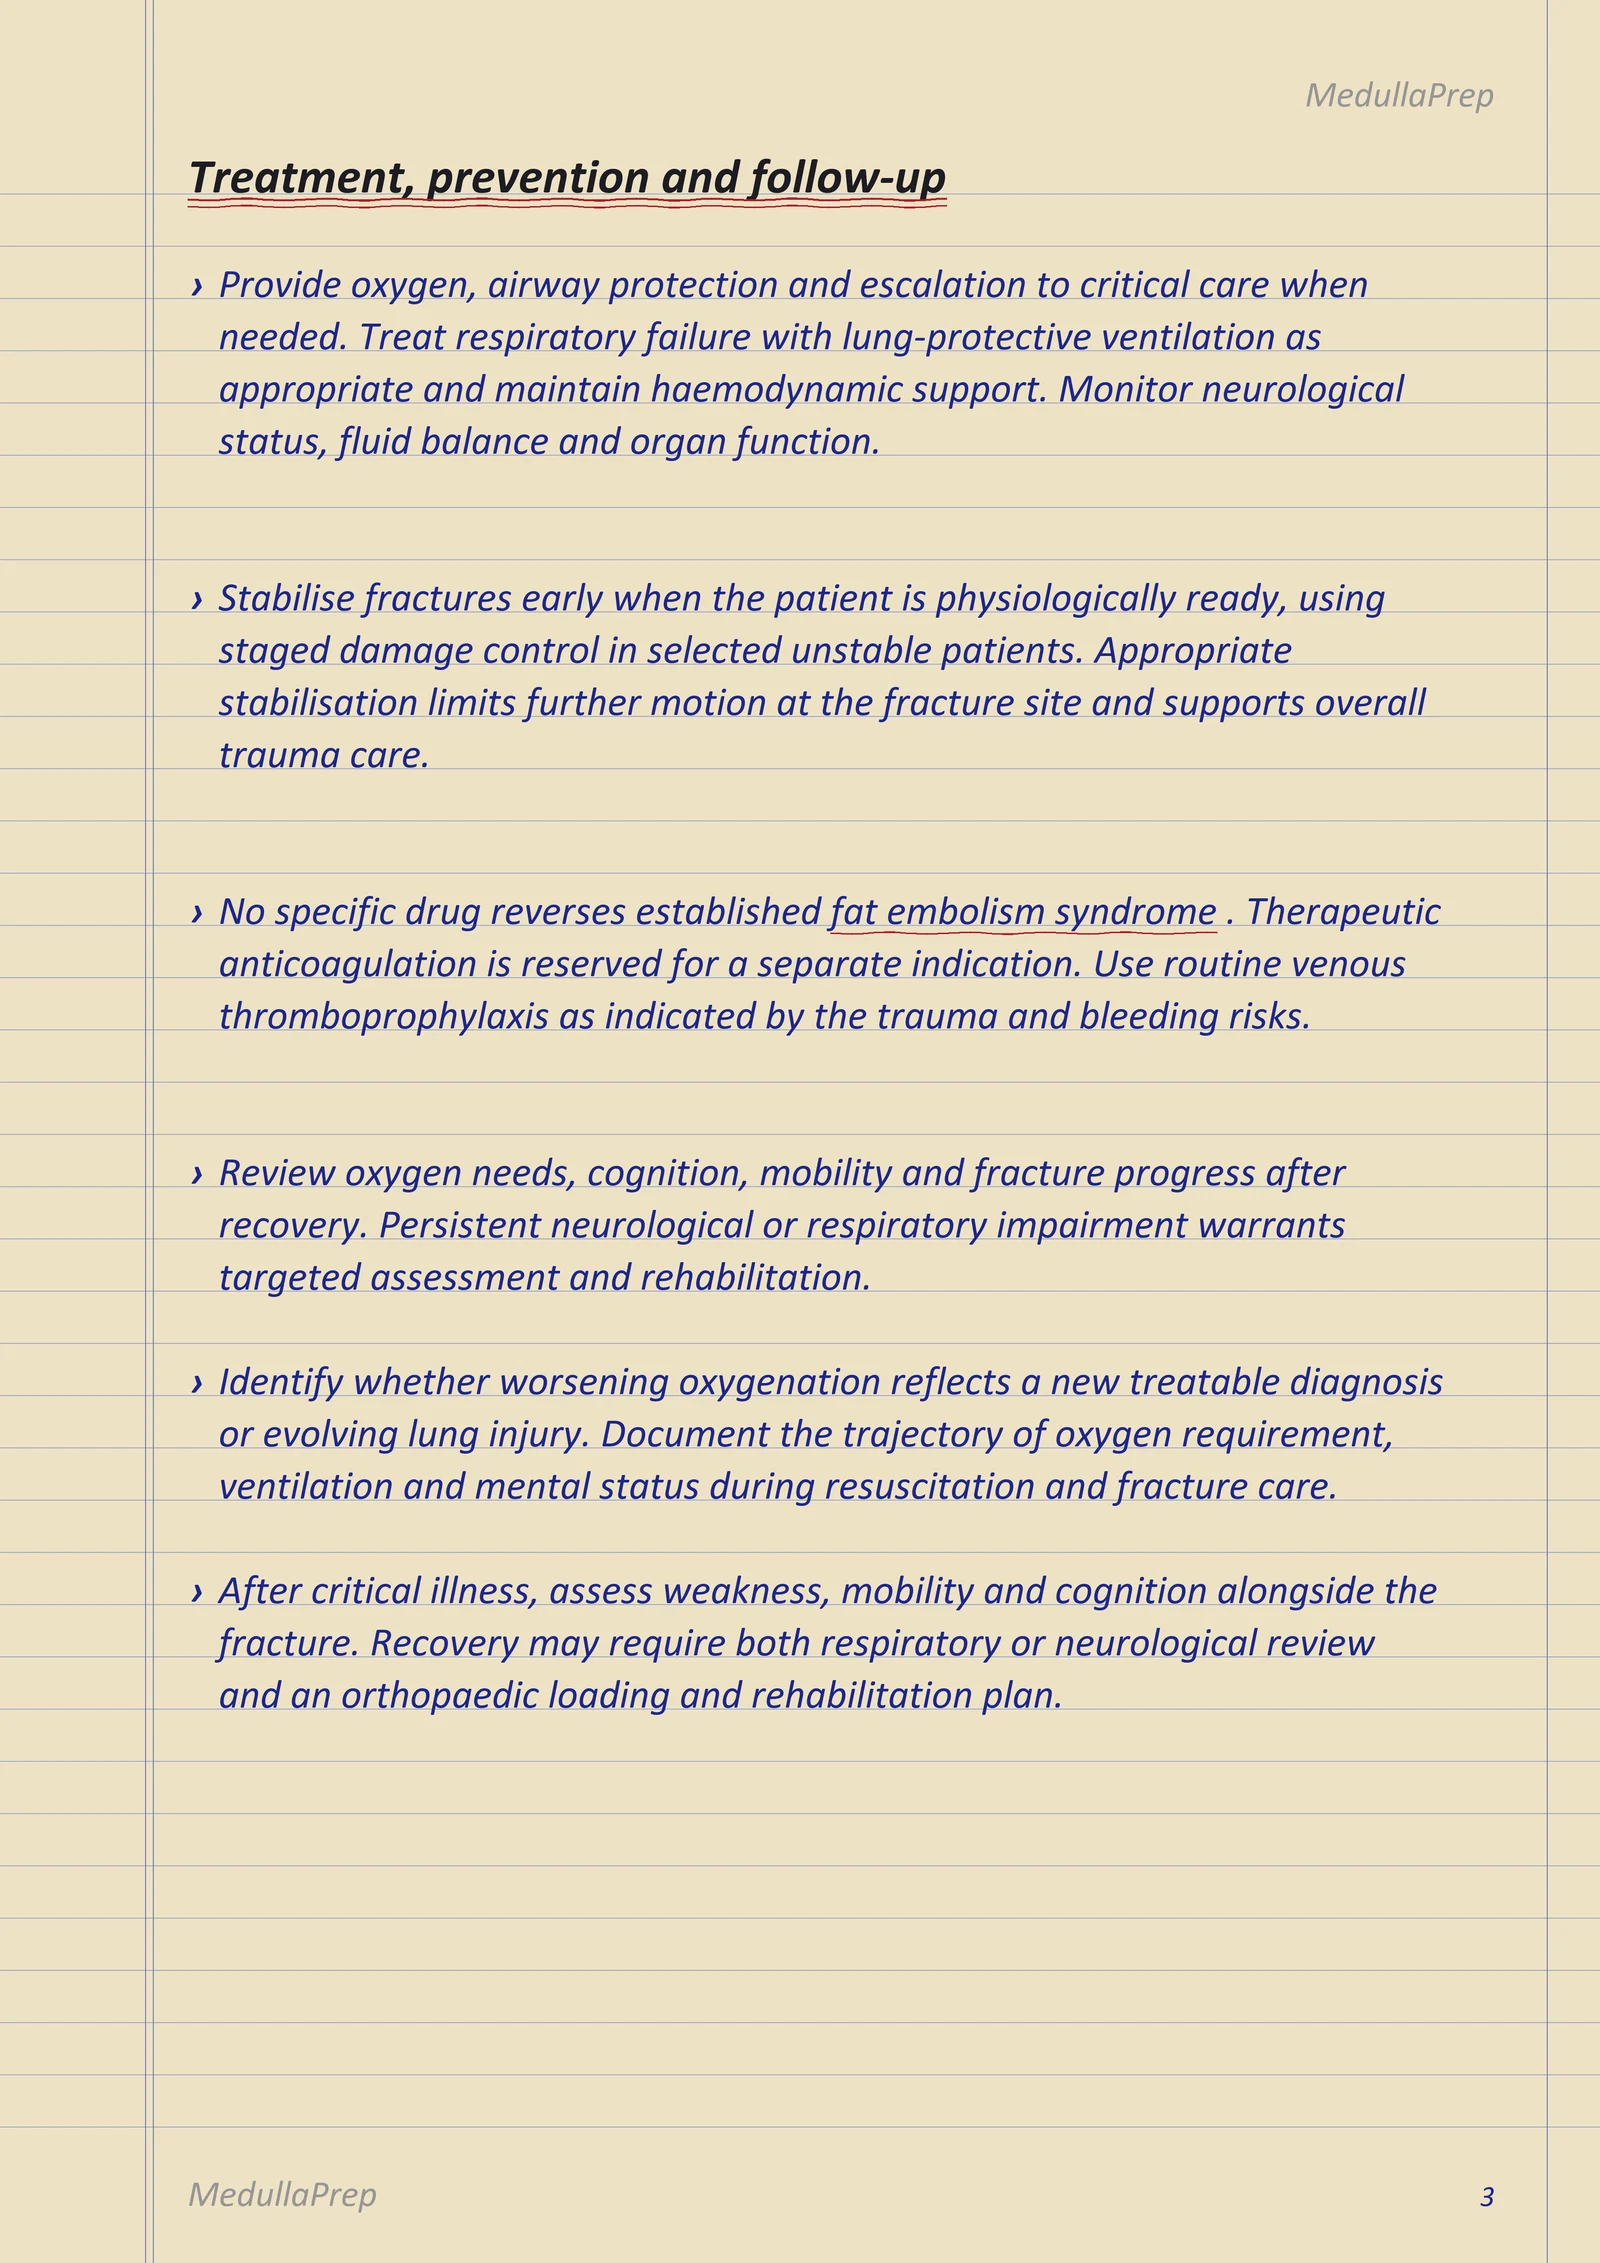 MedullaPrep
Treatment, prevention and follow-up
› Provide oxygen, airway protection and escalation to critical care when
needed. Treat respiratory failure with lung-protective ventilation as
appropriate and maintain haemodynamic support. Monitor neurological
status, fluid balance and organ function.
› Stabilise fractures early when the patient is physiologically ready, using
staged damage control in selected unstable patients. Appropriate
stabilisation limits further motion at the fracture site and supports overall
trauma care.
› No specific drug reverses established fat embolism syndrome . Therapeutic
anticoagulation is reserved for a separate indication. Use routine venous
thromboprophylaxis as indicated by the trauma and bleeding risks.
› Review oxygen needs, cognition, mobility and fracture progress after
recovery. Persistent neurological or respiratory impairment warrants
targeted assessment and rehabilitation.
› Identify whether worsening oxygenation reflects a new treatable diagnosis
or evolving lung injury. Document the trajectory of oxygen requirement,
ventilation and mental status during resuscitation and fracture care.
› After critical illness, assess weakness, mobility and cognition alongside the
fracture. Recovery may require both respiratory or neurological review
and an orthopaedic loading and rehabilitation plan.
MedullaPrep
3